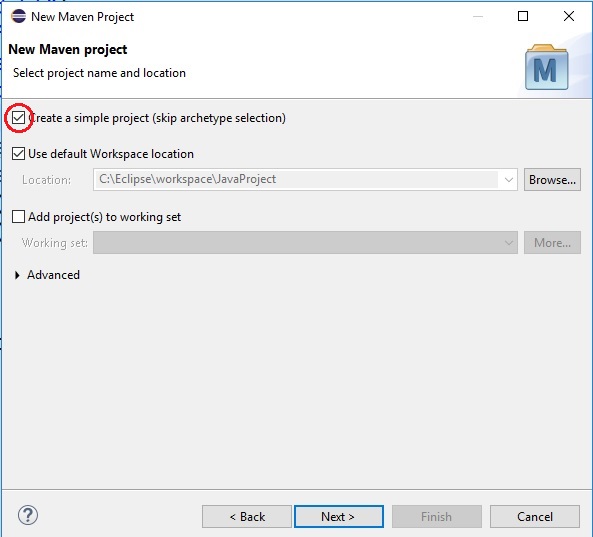 New Maven Project
New Maven project
Select project name and location
M
Create a simple project (skip archetype selection)
Use default Workspace location
Location: C:\Eclipse\workspace\JavaProject Browse...
Add project(s) to working set
Working set: More...
Advanced
? < Back Next > Finish Cancel